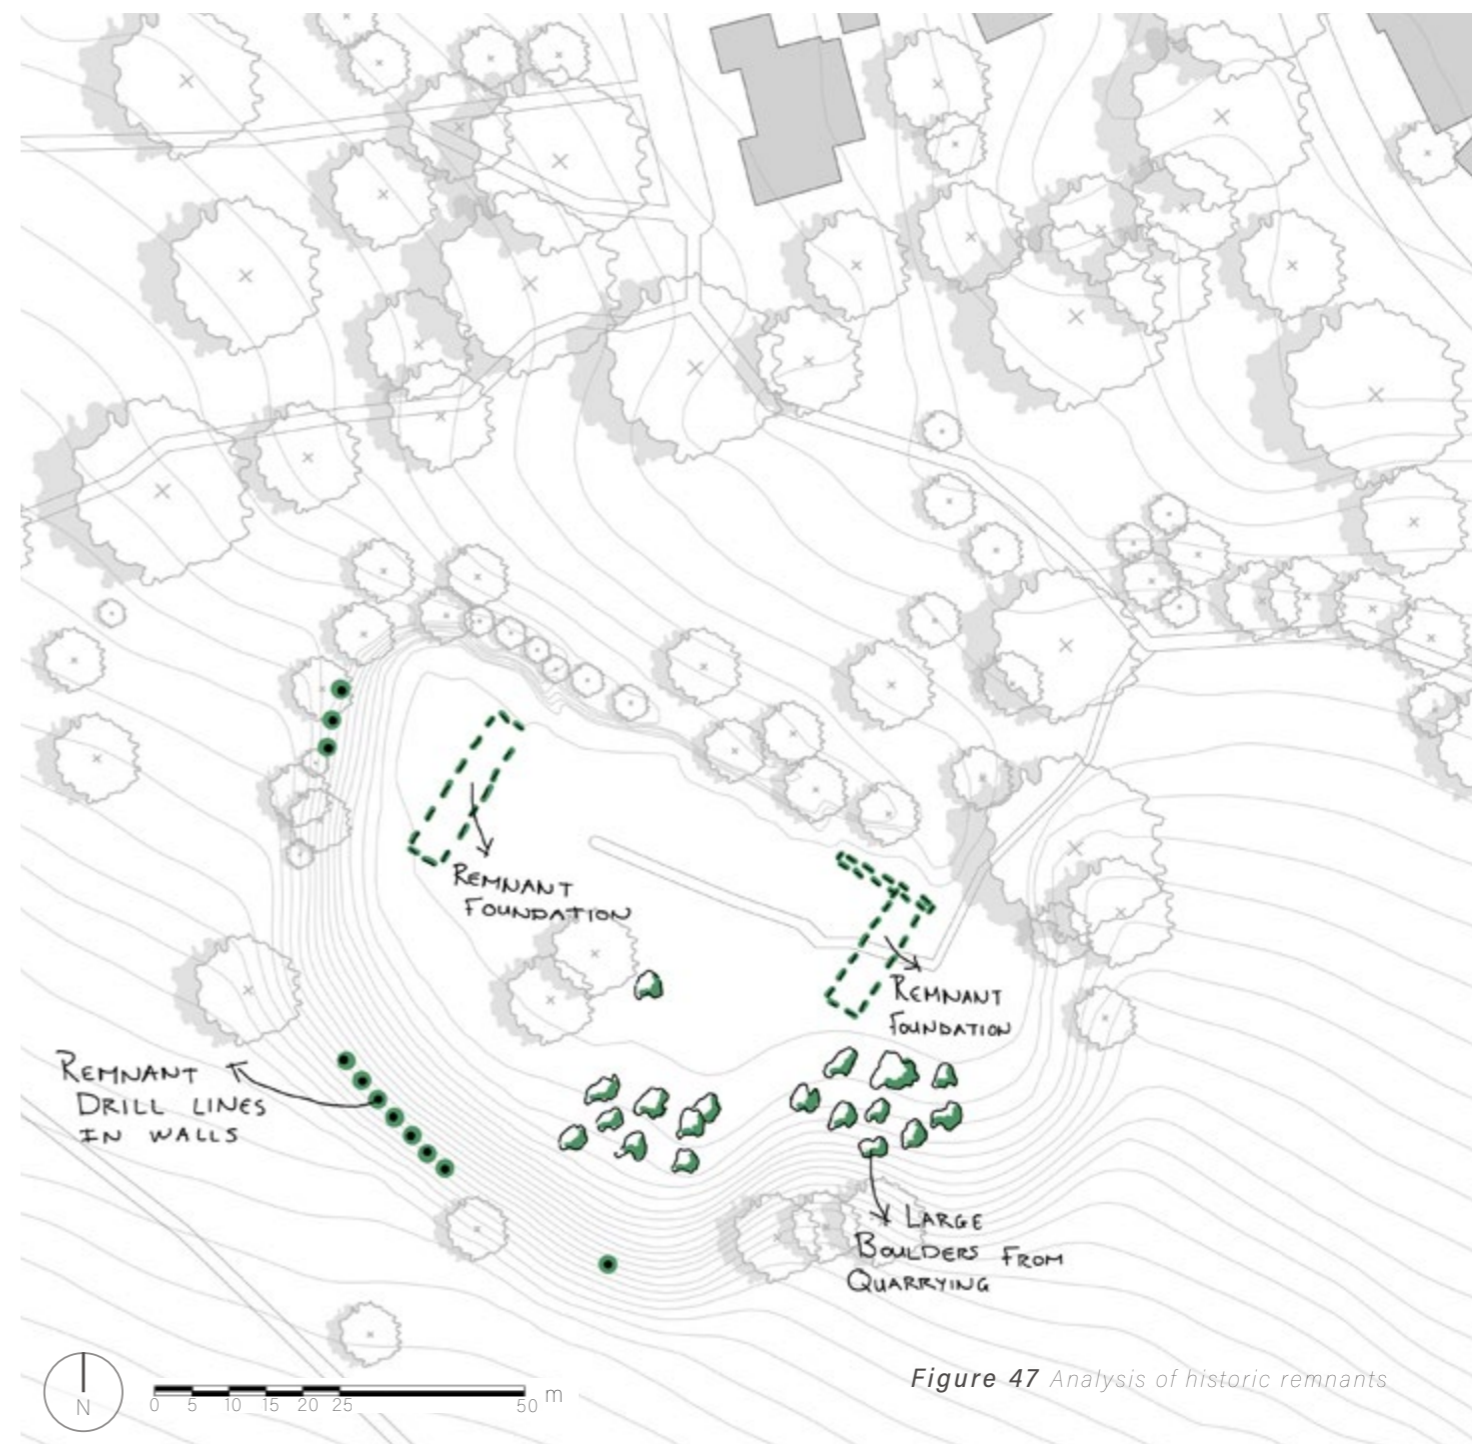 REMNANT
FOUNDATION
REMNANT
FOUNDATION
REMNANT
DRILL LINES
IN WALLS
LARGE
BOULDERS FROM
QUARRYING
N
0 5 10 15 20 25 50 m
Figure 47 Analysis of historic remnants